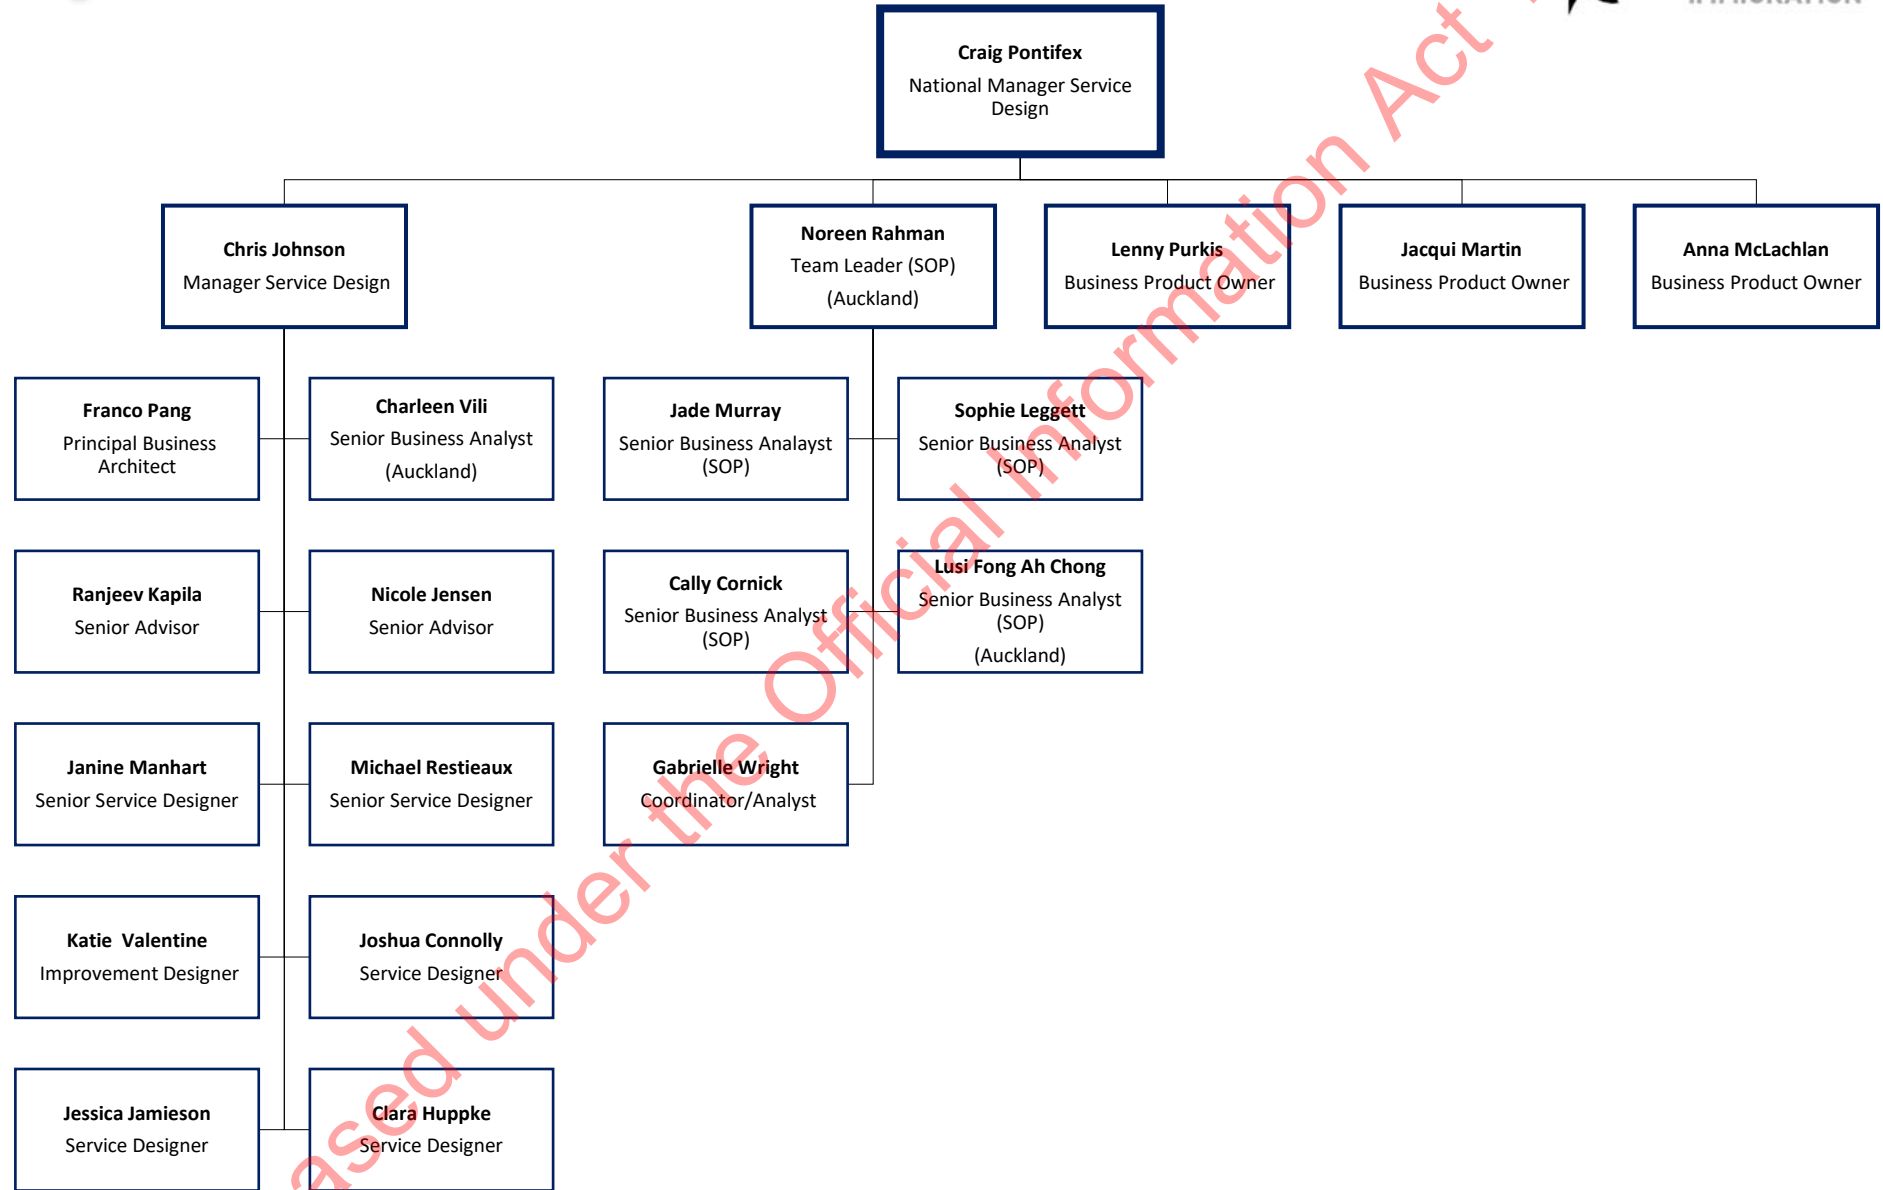 Craig Pontifex
National Manager Service
Design
Chris Johnson
Manager Service Design
Noreen Rahman
Team Leader (SOP)
(Auckland)
Lenny Purkis
Business Product Owner
Jacqui Martin
Business Product Owner
Anna McLachlan
Business Product Owner
Franco Pang
Principal Business
Architect
Charleen Vili
Senior Business Analyst
(Auckland)
Jade Murray
Senior Business Analayst
(SOP)
Sophie Leggett
Senior Business Analyst
(SOP)
Ranjeev Kapila
Senior Advisor
Nicole Jensen
Senior Advisor
Cally Cornick
Senior Business Analyst
(SOP)
Lusi Fong Ah Chong
Senior Business Analyst
(SOP)
(Auckland)
Janine Manhart
Senior Service Designer
Michael Restieaux
Senior Service Designer
Gabrielle Wright
Coordinator/Analyst
Katie  Valentine
Improvement Designer
Joshua Connolly
Service Designer
Jessica Jamieson
Service Designer
Clara Huppke
Service Designer
ased under the Official Information Act